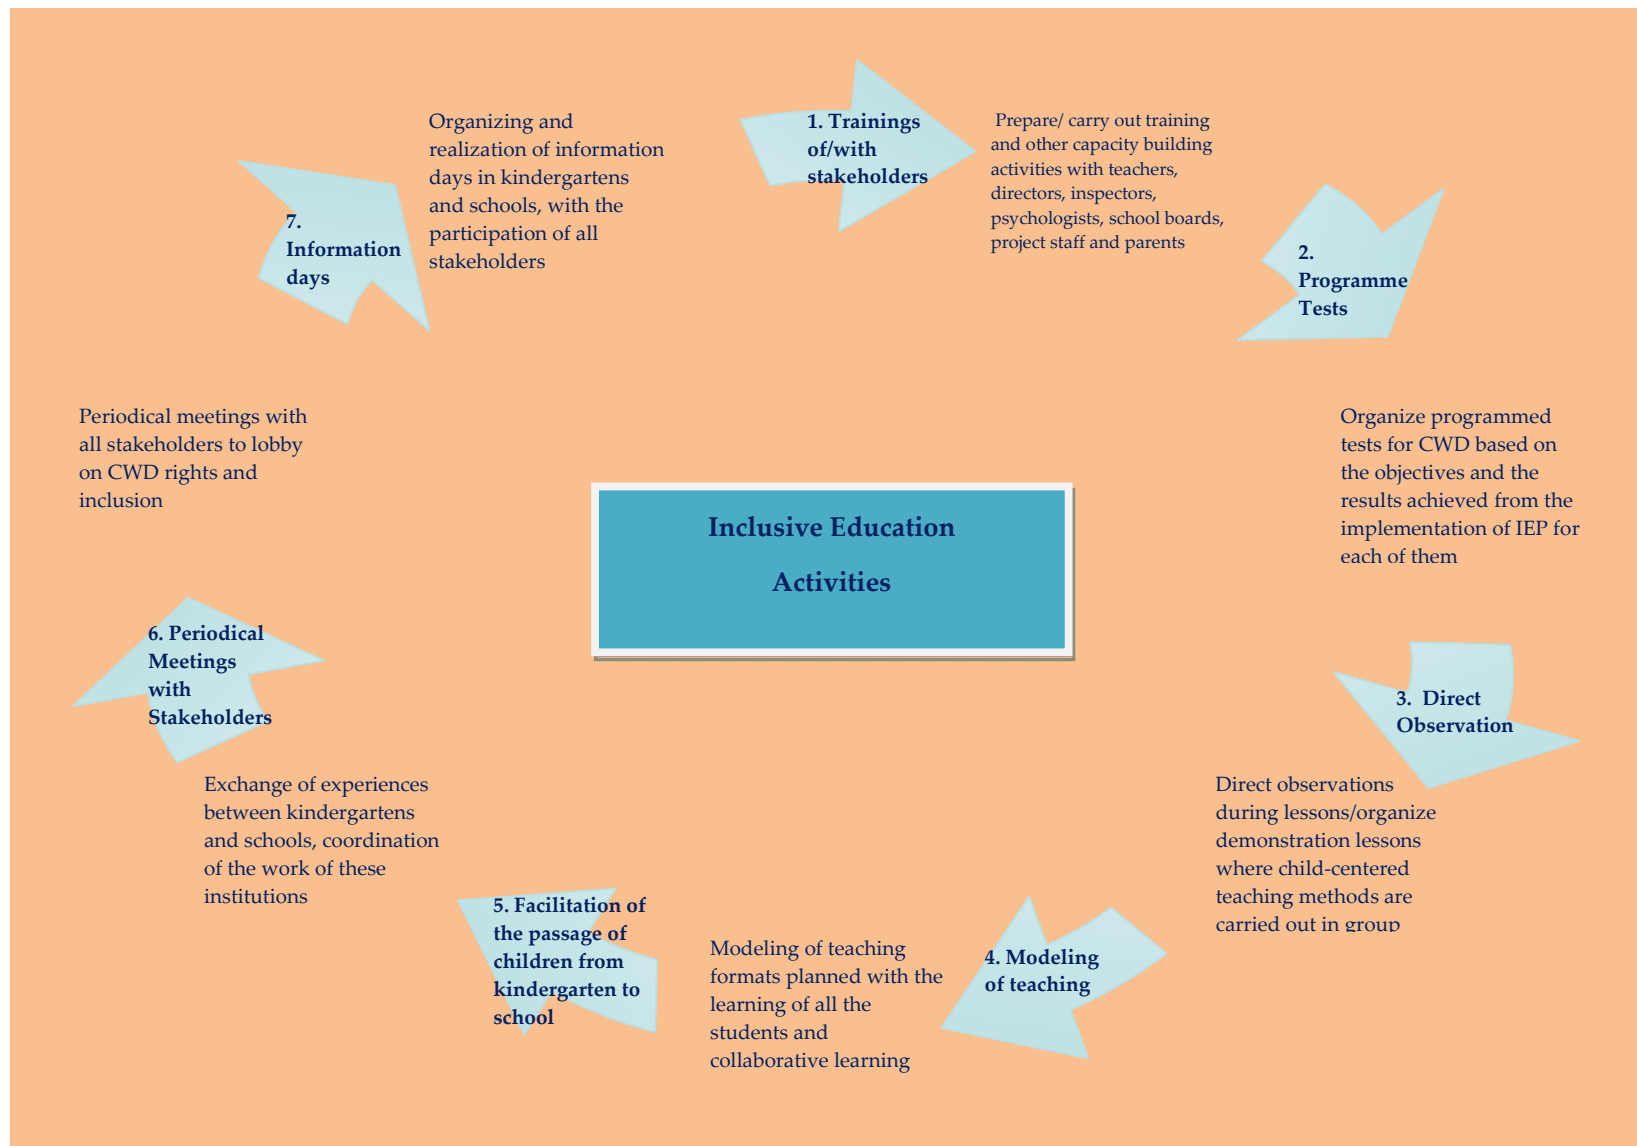 Inclusive Education
Activities
1. Trainings
of/with
stakeholders
Prepare/ carry out training
and other capacity building
activities with teachers,
directors, inspectors,
psychologists, school boards,
project staff and parents
2.
Programme
Tests
Organize programmed
tests for CWD based on
the objectives and the
results achieved from the
implementation of IEP for
each of them
3.  Direct
Observation
Direct observations
during lessons/organize
demonstration lessons
where child-centered
teaching methods are
carried out in group
4. Modeling
of teaching
Modeling of teaching
formats planned with the
learning of all the
students and
collaborative learning
5. Facilitation of
the passage of
children from
kindergarten to
school
Exchange of experiences
between kindergartens
and schools, coordination
of the work of these
institutions
6. Periodical
Meetings
with
Stakeholders
Periodical meetings with
all stakeholders to lobby
on CWD rights and
inclusion
7.
Information
days
Organizing and
realization of information
days in kindergartens
and schools, with the
participation of all
stakeholders